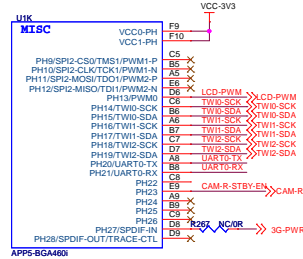 VCC-3V3
U1K
MISC
VCC0-PH F9
VCC1-PH F10
PH9/SPI2-CS0/TMS1/PWM1-P C5
PH10/SPI2-CLK/TCK1/PWM1-N B5
PH11/SPI2-MOSI/TDO1/PWM2-P A5
PH12/SPI2-MISO/TDI1/PWM2-N E6
PH13/PWM0 D6 LCD-PWM LCD-PWM
PH14/TWI0-SCK C6 TWI0-SCK TWI0-SCK
PH15/TWI0-SDA B6 TWI0-SDA TWI0-SDA
PH16/TWI1-SCK A6 TWI1-SCK TWI1-SCK
PH17/TWI1-SDA B7 TWI1-SDA TWI1-SDA
PH18/TWI2-SCK C7 TWI2-SCK TWI2-SCK
PH19/TWI2-SDA D7 TWI2-SDA TWI2-SDA
PH20/UART0-TX A8 UART0-TX
PH21/UART0-RX B8 UART0-RX
PH22 C8
PH23 E9 CAM-R-STBY-EN CAM-R
PH24 A9
PH25 B9
PH26 C9
PH27/SPDIF-IN D8 R267 NC/0R 3G-PWR
PH28/SPDIF-OUT/TRACE-CTL D9
APP5-BGA460i